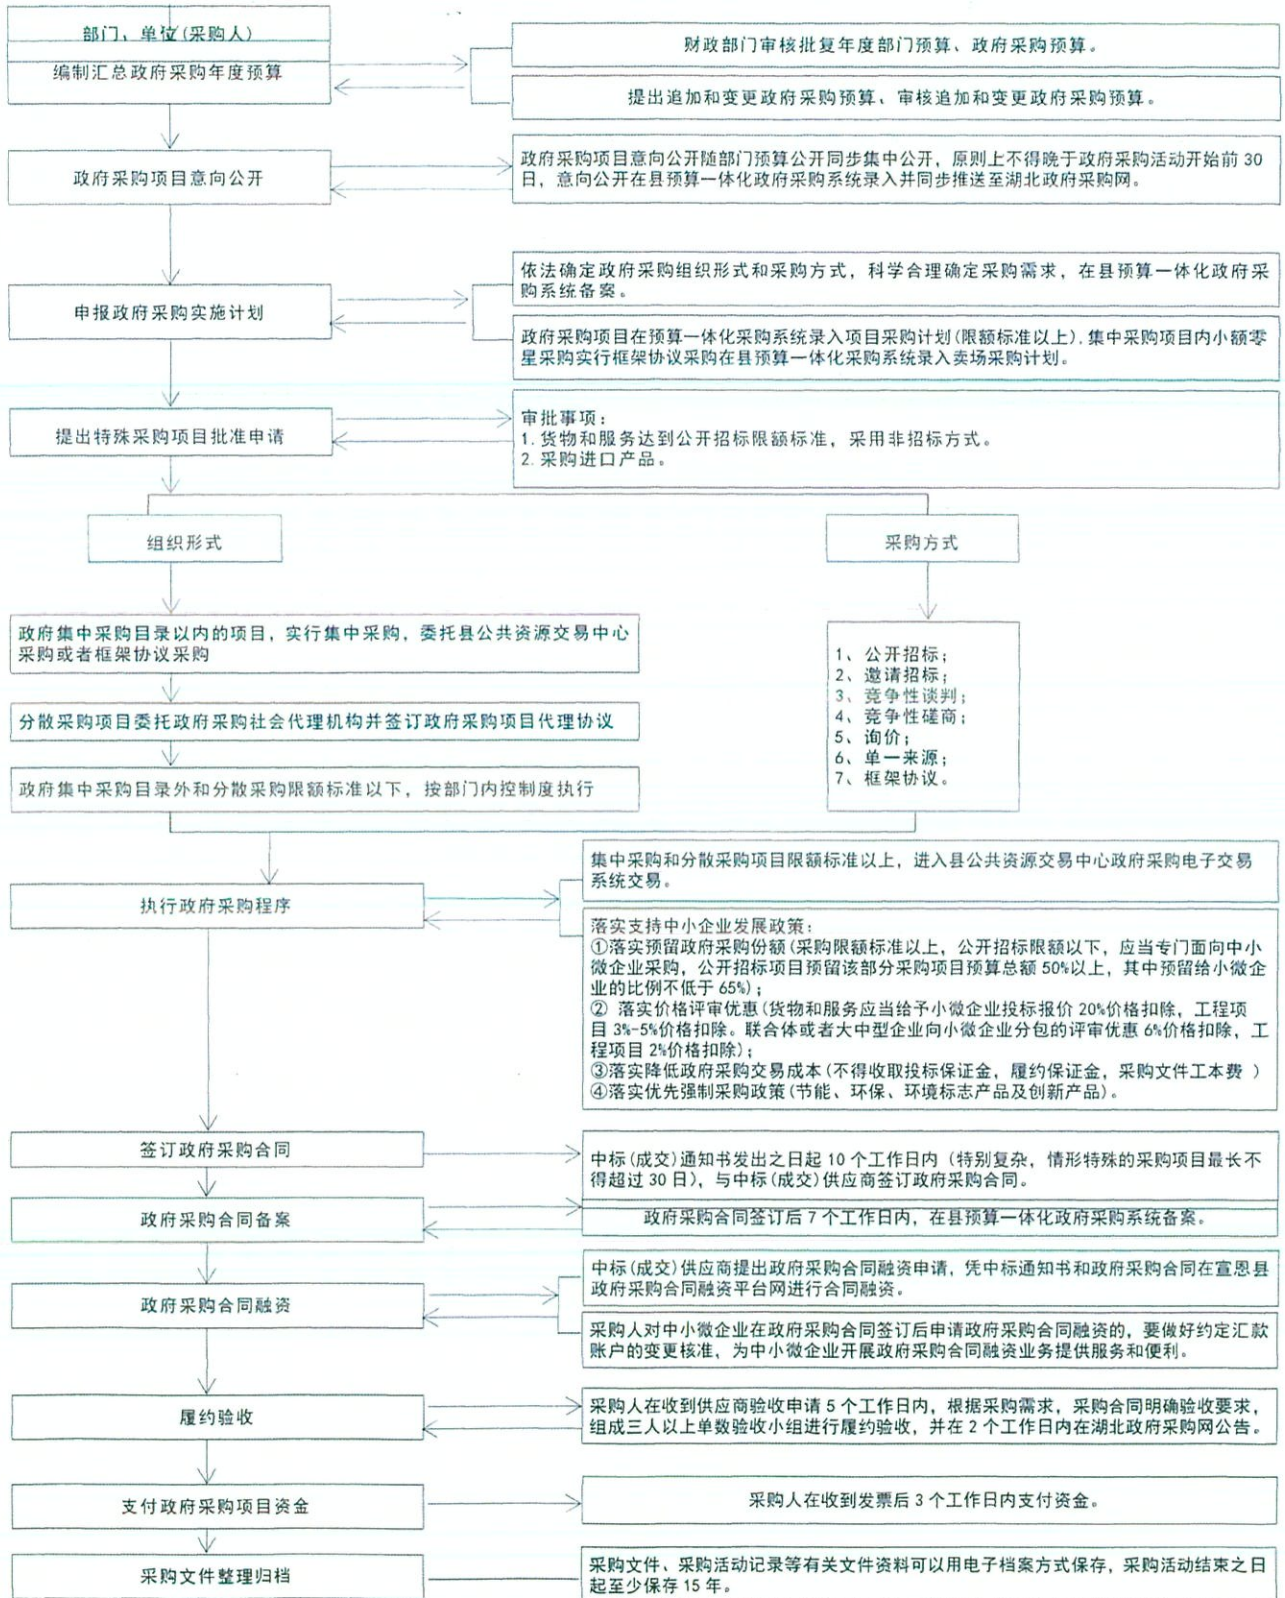 部门、单位(采购人)
编制汇总政府采购年度预算
财政部门审核批复年度部门预算、政府采购预算。
提出追加和变更政府采购预算、审核追加和变更政府采购预算。
政府采购项目意向公开
政府采购项目意向公开随部门预算公开同步集中公开，原则上不得晚于政府采购活动开始前30
日，意向公开在县预算一体化政府采购系统录入并同步推送至湖北政府采购网。
申报政府采购实施计划
依法确定政府采购组织形式和采购方式，科学合理确定采购需求，在县预算一体化政府采
购系统备案。
政府采购项目在预算一体化采购系统录入项目采购计划(限额标准以上),集中采购项目内小额零
星采购实行框架协议采购在县预算一体化采购系统录入卖场采购计划。
提出特殊采购项目批准申请
审批事项:
1.货物和服务达到公开招标限额标准，采用非招标方式。
2.采购进口产品。
组织形式
采购方式
政府集中采购目录以内的项目，实行集中采购，委托县公共资源交易中心
采购或者框架协议采购
分散采购项目委托政府采购社会代理机构并签订政府采购项目代理协议
政府集中采购目录外和分散采购限额标准以下，按部门内控制度执行
1、公开招标;
2、邀请招标;
3、竞争性谈判;
4、竞争性磋商;
5、询价;
6、单一来源;
7、框架协议。
执行政府采购程序
集中采购和分散采购项目限额标准以上，进入县公共资源交易中心政府采购电子交易
系统交易。
落实支持中小企业发展政策:
①落实预留政府采购份额(采购限额标准以上，公开招标限额以下，应当专门面向中小
微企业采购，公开招标项目预留该部分采购项目预算总额50%以上，其中预留给小微企
业的比例不低于65%);
② 落实价格评审优惠(货物和服务应当给予小微企业投标报价20%价格扣除，工程项
目3%-5%价格扣除。联合体或者大中型企业向小微企业分包的评审优惠6%价格扣除，工
程项目2%价格扣除);
③落实降低政府采购交易成本(不得收取投标保证金，履约保证金，采购文件工本费 )
④落实优先强制采购政策(节能、环保、环境标志产品及创新产品)。
签订政府采购合同
中标(成交)通知书发出之日起10个工作日内（特别复杂，情形特殊的采购项目最长不
得超过30日)，与中标(成交)供应商签订政府采购合同。
政府采购合同备案
政府采购合同签订后7个工作日内，在县预算一体化政府采购系统备案。
政府采购合同融资
中标(成交)供应商提出政府采购合同融资申请，凭中标通知书和政府采购合同在宣恩县
政府采购合同融资平台网进行合同融资。
采购人对中小微企业在政府采购合同签订后申请政府采购合同融资的，要做好约定汇款
账户的变更核准，为中小微企业开展政府采购合同融资业务提供服务和便利。
履约验收
采购人在收到供应商验收申请5个工作日内，根据采购需求，采购合同明确验收要求，
组成三人以上单数验收小组进行履约验收，并在2个工作日内在湖北政府采购网公告。
支付政府采购项目资金
采购人在收到发票后3个工作日内支付资金。
采购文件整理归档
采购文件、采购活动记录等有关文件资料可以用电子档案方式保存，采购活动结束之日
起至少保存15年。